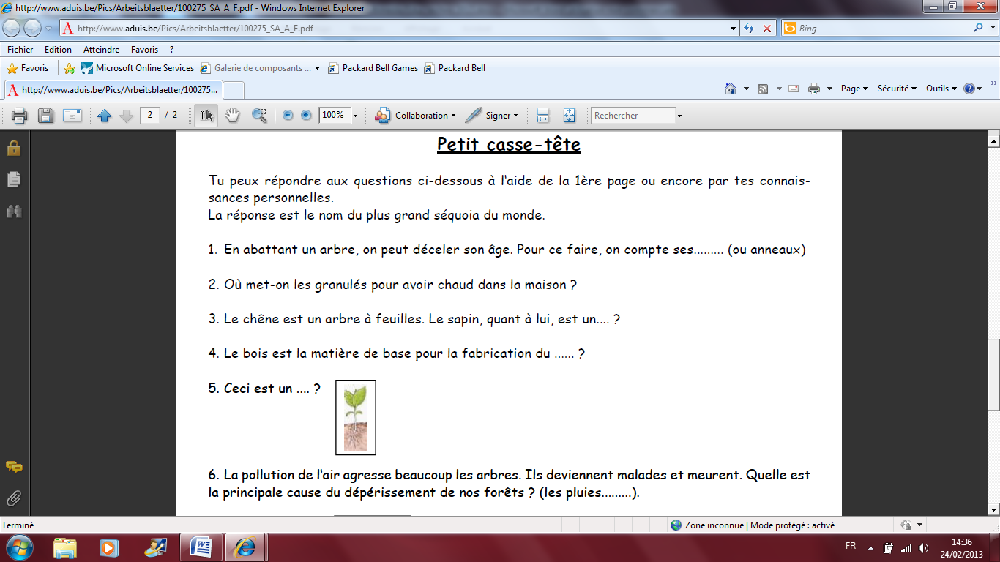 http://www.aduis.be/Pics/Arbeitsblaetter/100275_SA_A_F.pdf - Windows Internet Explorer
http://www.aduis.be/Pics/Arbeitsblaetter/100275_SA_A_F.pdf
Bing
Fichier Edition Atteindre Favoris ?
Favoris Microsoft Online Services Galerie de composants ... Packard Bell Games Packard Bell
http://www.aduis.be/Pics/Arbeitsblaetter/100275... Page Sécurité Outils »
2 / 2 100% Collaboration Signer Rechercher
Petit casse-tête
Tu peux répondre aux questions ci-dessous à l'aide de la 1ère page ou encore par tes connais-
sances personnelles.
La réponse est le nom du plus grand séquoia du monde.
1. En abattant un arbre, on peut déceler son âge. Pour ce faire, on compte ses......... (ou anneaux)
2. Où met-on les granulés pour avoir chaud dans la maison ?
3. Le chêne est un arbre à feuilles. Le sapin, quant à lui, est un.... ?
4. Le bois est la matière de base pour la fabrication du ...... ?
5. Ceci est un .... ?
6. La pollution de l'air agresse beaucoup les arbres. Ils deviennent malades et meurent. Quelle est
la principale cause du dépérissement de nos forêts ? (les pluies.........).
Terminé Zone inconnue | Mode protégé : activé
FR 14:36
24/02/2013